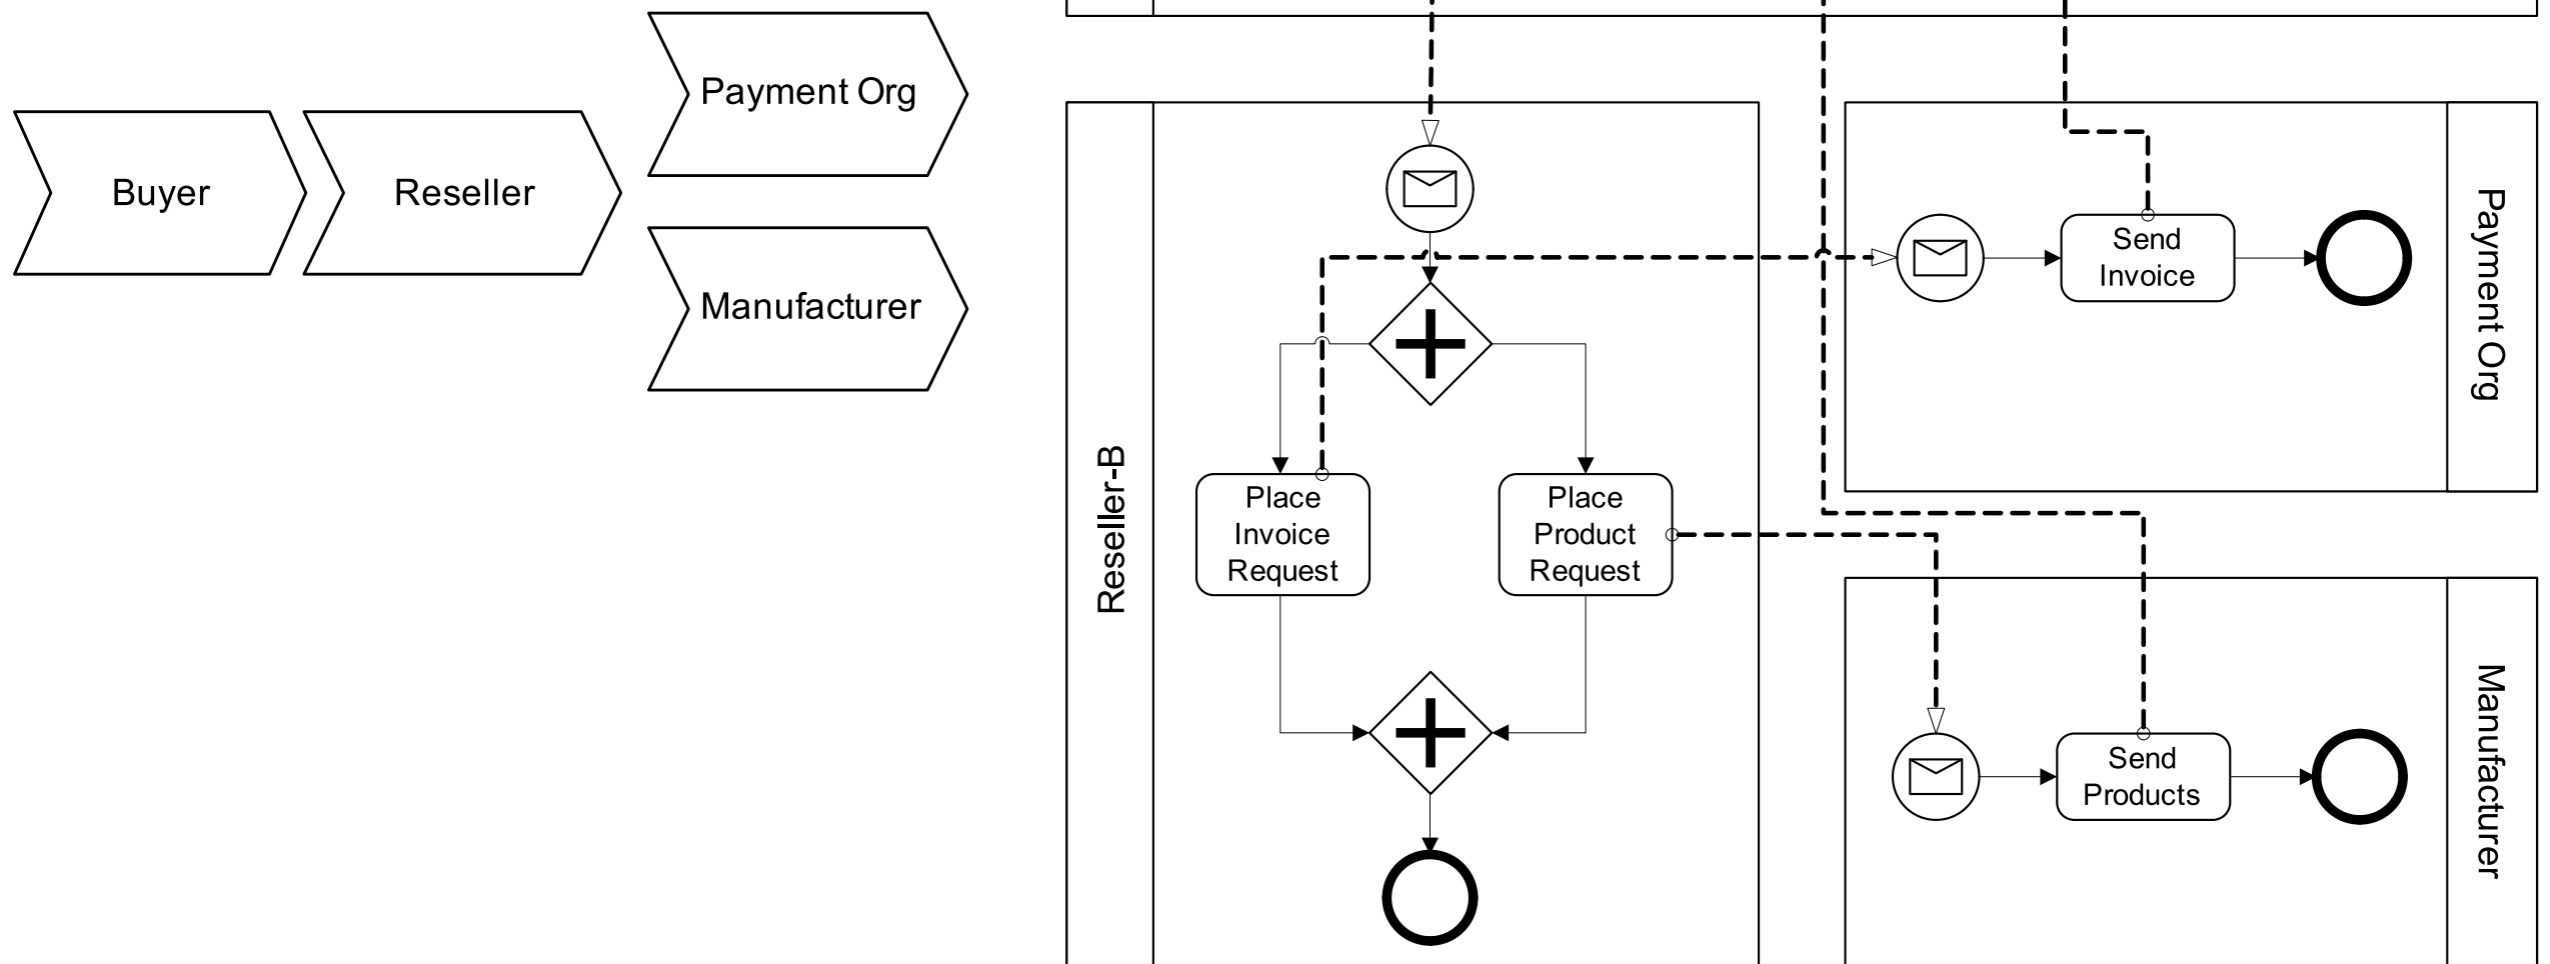 Payment Org
Buyer
Reseller
Manufacturer
Reseller-B
Place
Invoice
Request
Place
Product
Request
Send
Invoice
Payment Org
Send
Products
Manufacturer